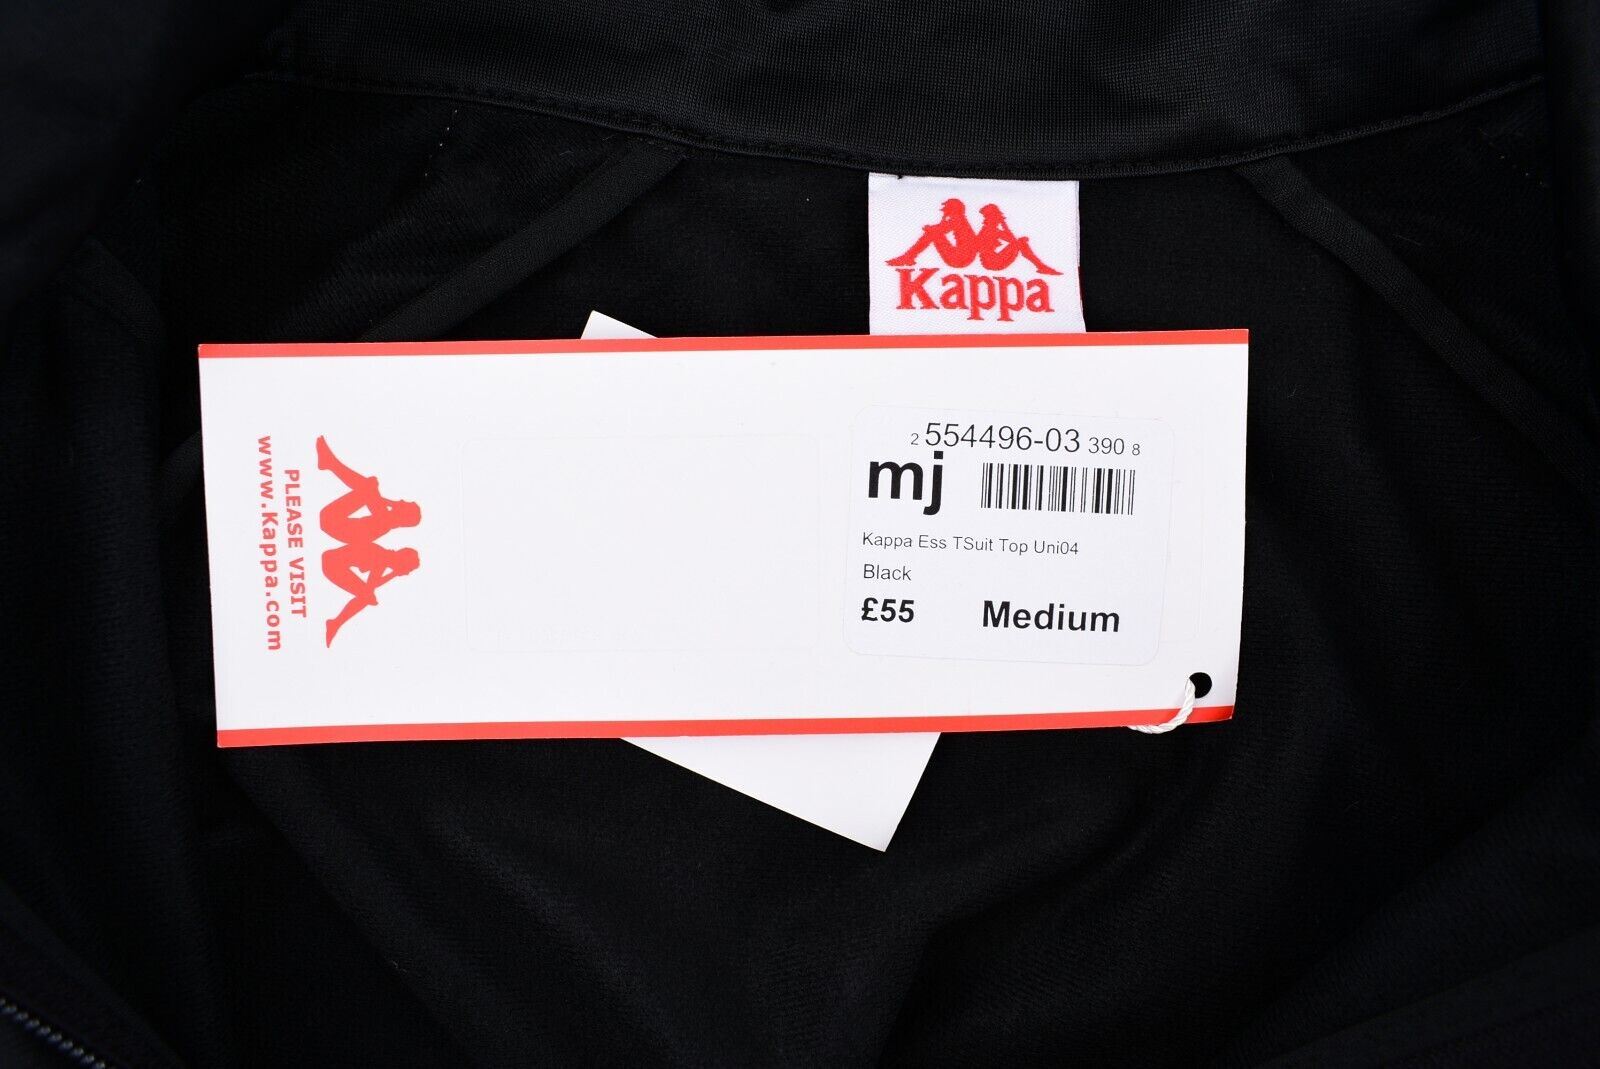 Kappa
2 554496-03 390 8
mj
Kappa Ess TSuit Top Uni04
Black
£55 Medium
PLEASE VISIT
www.Kappa.com